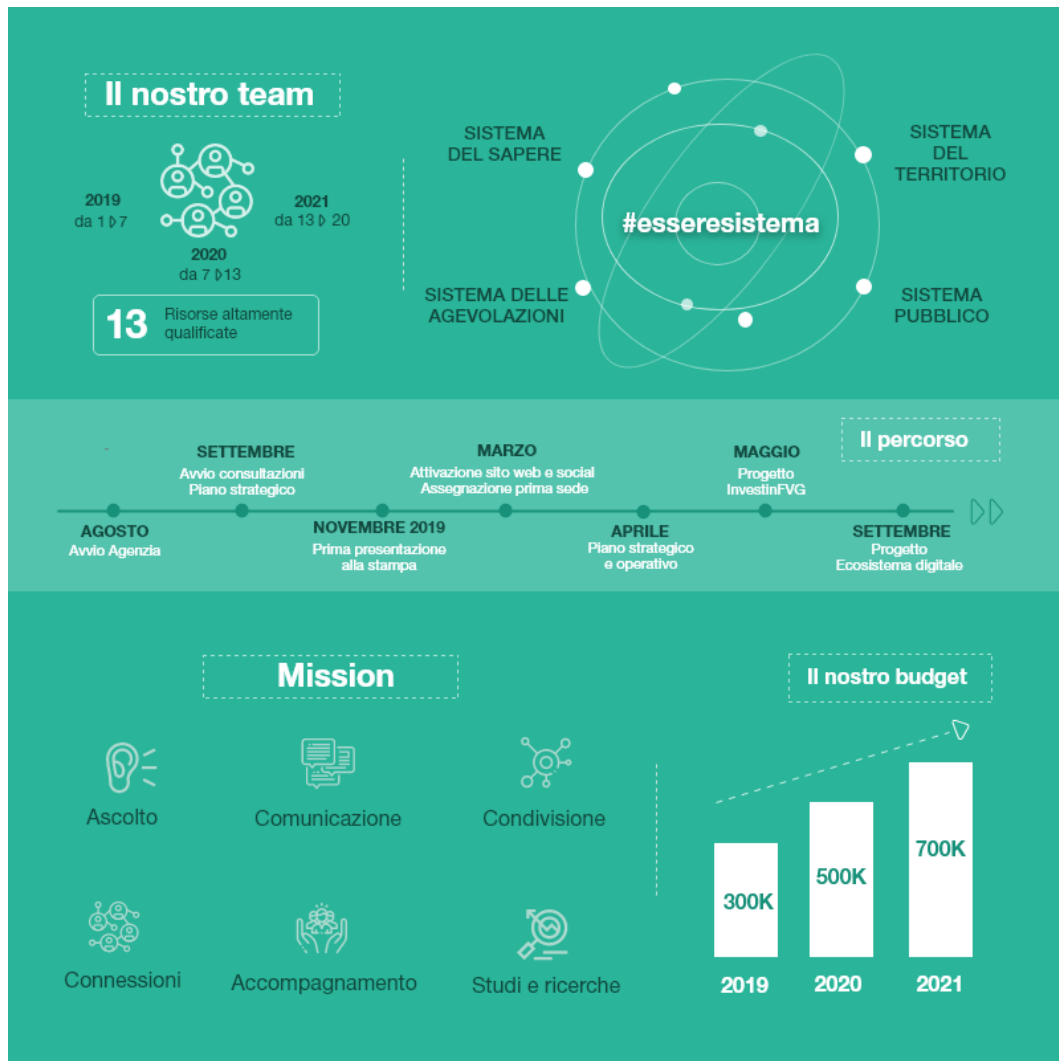 Il nostro team
2019
da 1 ▷ 7
2021
da 13 ▷ 20
2020
da 7 ▷ 13
13
Risorse altamente
qualificate
SISTEMA
DEL SAPERE
SISTEMA
DEL
TERRITORIO
#esseresistema
SISTEMA DELLE
AGEVOLAZIONI
SISTEMA
PUBBLICO
Il percorso
AGOSTO
Avvio Agenzia
SETTEMBRE
Avvio consultazioni
Piano strategico
NOVEMBRE 2019
Prima presentazione
alla stampa
MARZO
Attivazione sito web e social
Assegnazione prima sede
APRILE
Piano strategico
e operativo
MAGGIO
Progetto
InvestinFVG
SETTEMBRE
Progetto
Ecosistema digitale
Mission
Ascolto
Comunicazione
Condivisione
Connessioni
Accompagnamento
Studi e ricerche
Il nostro budget
300K
500K
700K
2019
2020
2021